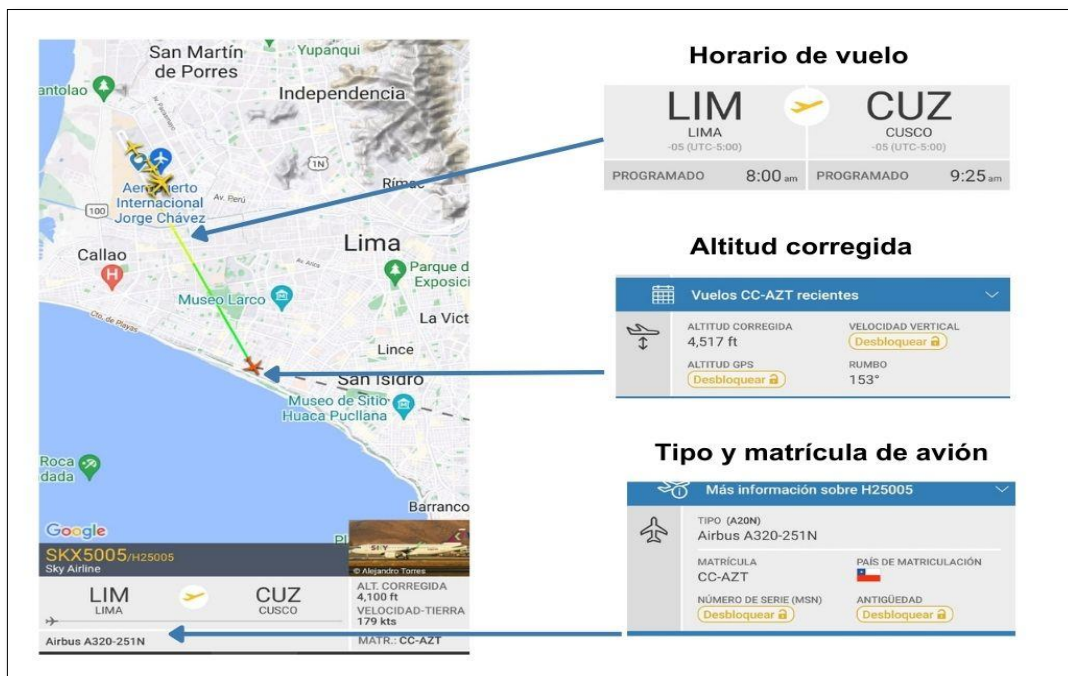 San Martín
de Porres
Yupanqui
antolao
Independencia
1N
Rímac
Aeropuerto
Internacional
Jorge Chávez
Av. Perú
100
Callao
H
Lima
Av. Arica
Parque d
Exposici
Museo Larco
La Vict
Cto. de Playas
Lince
San Isidro
Museo de Sitio
Huaca Pucllana
Roca
dada
Barranco
Google
SKX5005/H25005
Sky Airline
SKY
© Alejandro Torres
LIM
LIMA
CUZ
CUSCO
ALT. CORREGIDA
4,100 ft
VELOCIDAD-TIERRA
179 kts
Airbus A320-251N
MATR.: CC-AZT
Horario de vuelo
LIM
LIMA
-05 (UTC-5:00)
CUZ
CUSCO
-05 (UTC-5:00)
PROGRAMADO 8:00 am
PROGRAMADO 9:25 am
Altitud corregida
Vuelos CC-AZT recientes
ALTITUD CORREGIDA
4,517 ft
VELOCIDAD VERTICAL
Desbloquear
ALTITUD GPS
Desbloquear
RUMBO
153°
Tipo y matrícula de avión
Más información sobre H25005
TIPO (A20N)
Airbus A320-251N
MATRÍCULA
CC-AZT
PAÍS DE MATRICULACIÓN
NÚMERO DE SERIE (MSN)
Desbloquear
ANTIGÜEDAD
Desbloquear